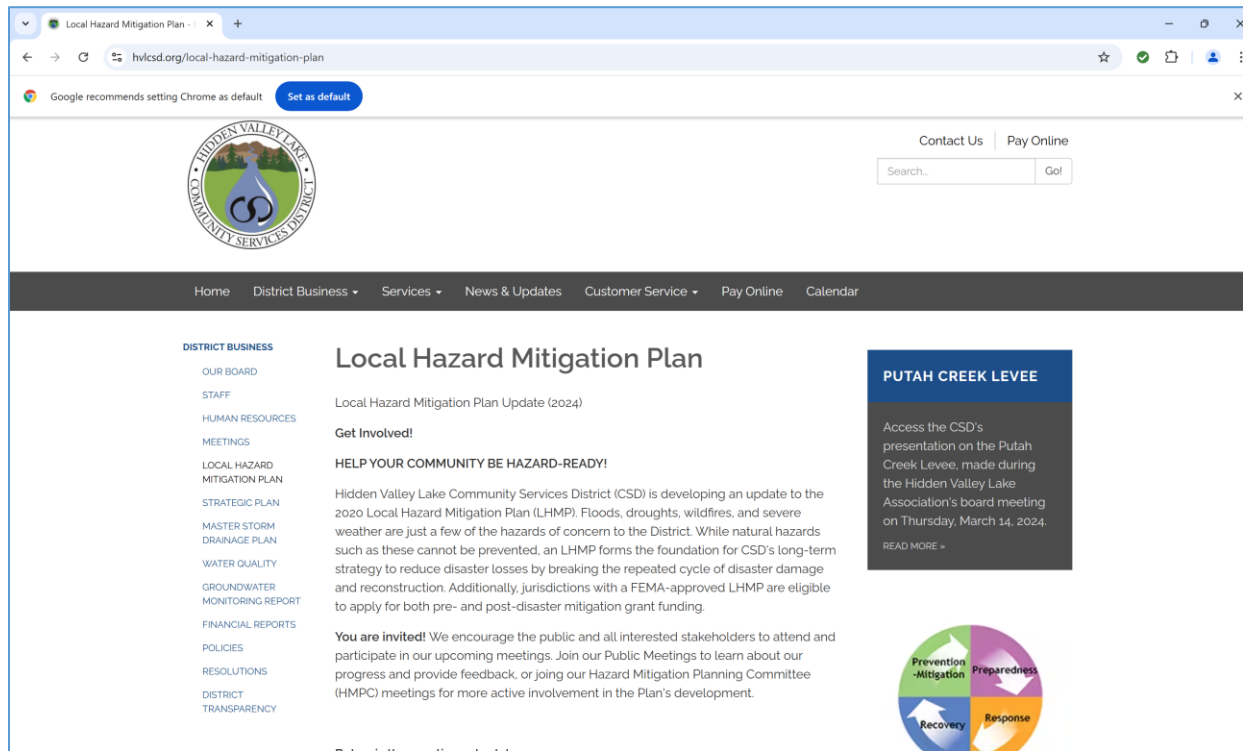 Local Hazard Mitigation Plan -
hvlcsd.org/local-hazard-mitigation-plan
Google recommends setting Chrome as default
Set as default
HIDDEN VALLEY LAKE
COMMUNITY SERVICES DISTRICT
Contact Us
Pay Online
Search...
Go!
Home
District Business
Services
News & Updates
Customer Service
Pay Online
Calendar
DISTRICT BUSINESS
OUR BOARD
STAFF
HUMAN RESOURCES
MEETINGS
LOCAL HAZARD
MITIGATION PLAN
STRATEGIC PLAN
MASTER STORM
DRAINAGE PLAN
WATER QUALITY
GROUNDWATER
MONITORING REPORT
FINANCIAL REPORTS
POLICIES
RESOLUTIONS
DISTRICT
TRANSPARENCY
Local Hazard Mitigation Plan
Local Hazard Mitigation Plan Update (2024)
Get Involved!
HELP YOUR COMMUNITY BE HAZARD-READY!
Hidden Valley Lake Community Services District (CSD) is developing an update to the
2020 Local Hazard Mitigation Plan (LHMP). Floods, droughts, wildfires, and severe
weather are just a few of the hazards of concern to the District. While natural hazards
such as these cannot be prevented, an LHMP forms the foundation for CSD's long-term
strategy to reduce disaster losses by breaking the repeated cycle of disaster damage
and reconstruction. Additionally, jurisdictions with a FEMA-approved LHMP are eligible
to apply for both pre- and post-disaster mitigation grant funding.
You are invited! We encourage the public and all interested stakeholders to attend and
participate in our upcoming meetings. Join our Public Meetings to learn about our
progress and provide feedback, or joining our Hazard Mitigation Planning Committee
(HMPC) meetings for more active involvement in the Plan's development.
PUTAH CREEK LEVEE
Access the CSD's
presentation on the Putah
Creek Levee, made during
the Hidden Valley Lake
Association's board meeting
on Thursday, March 14, 2024.
READ MORE »
Prevention
-Mitigation
Preparedness
Recovery
Response